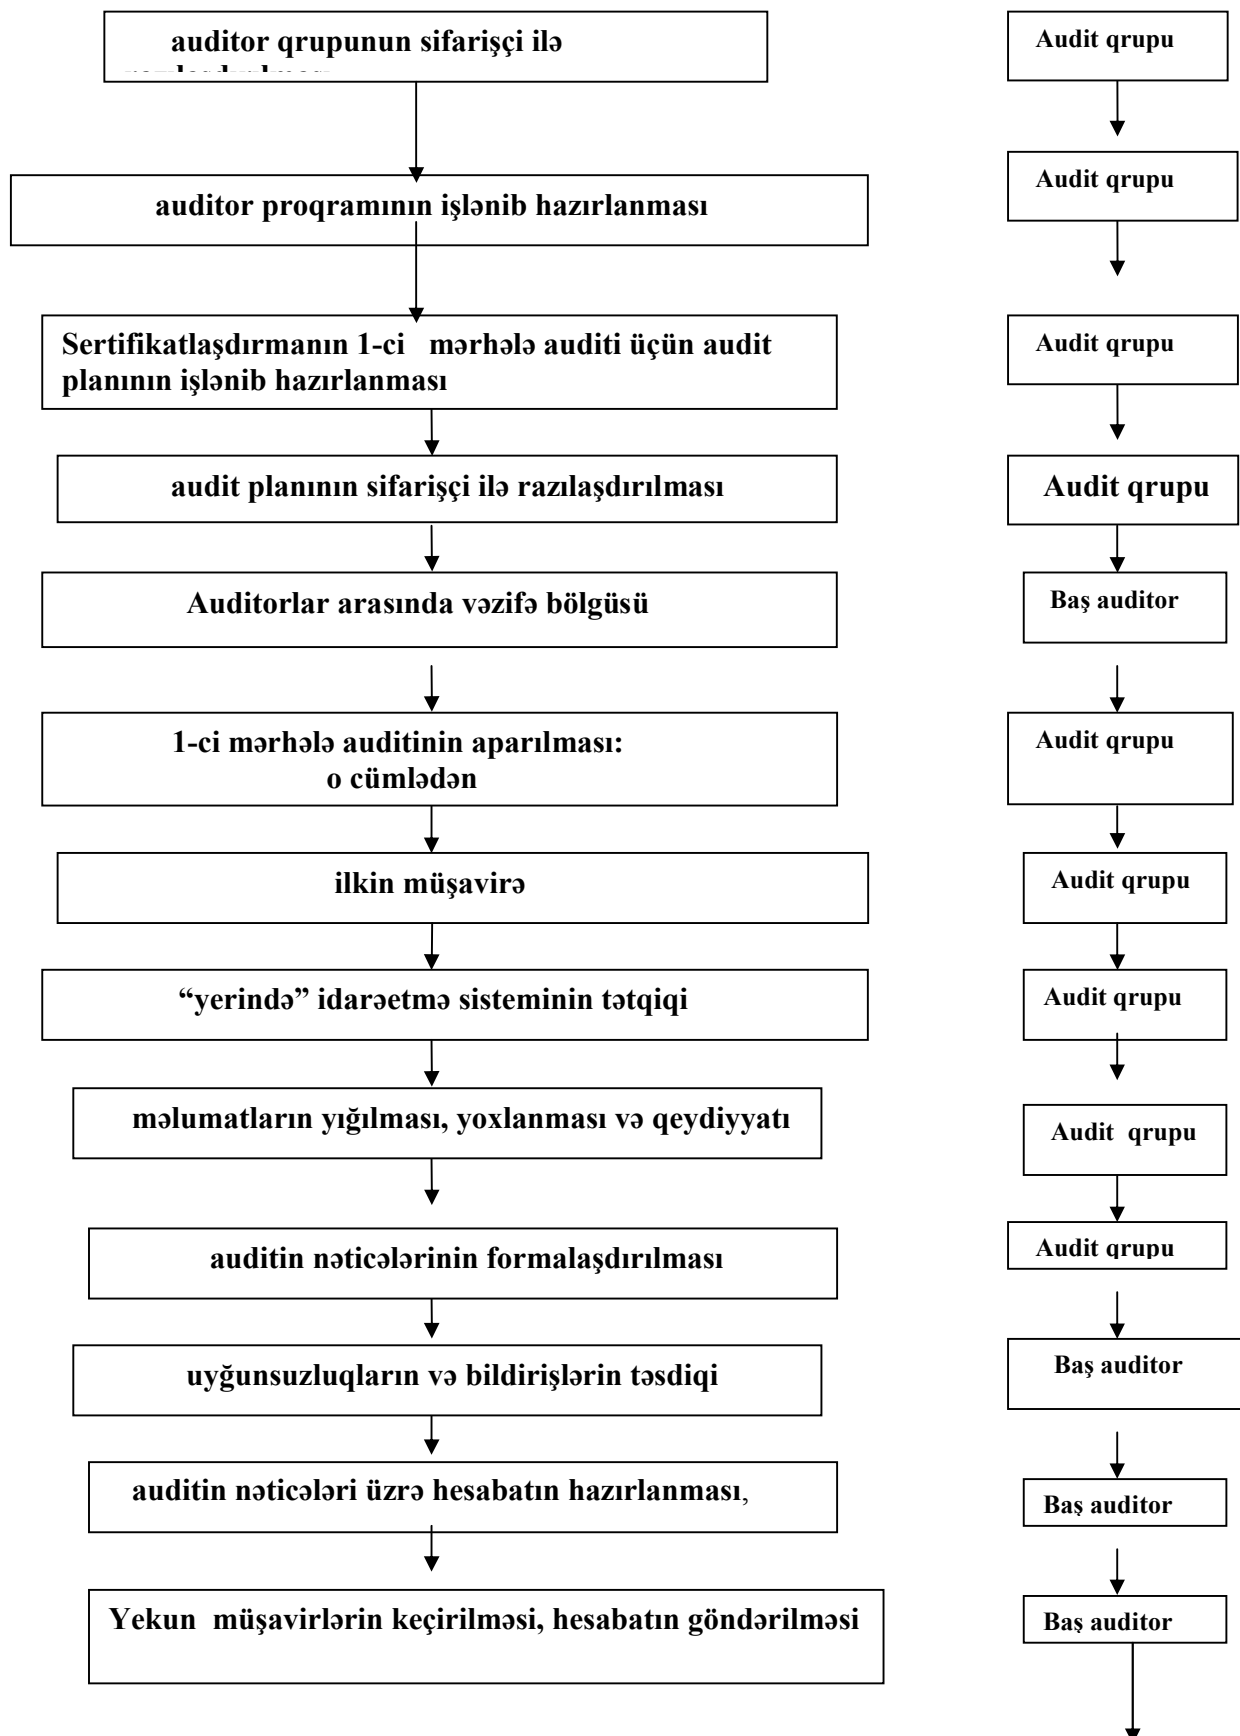 auditor qrupunun sifarişçi ilə
Audit qrupu
Audit qrupu
auditor proqramının işlənib hazırlanması
Sertifikatlaşdırmanın 1-ci mərhələ auditi üçün audit
planının işlənib hazırlanması
Audit qrupu
audit planının sifarişçi ilə razılaşdırılması
Audit qrupu
Auditorlar arasında vəzifə bölgüsü
Baş auditor
1-ci mərhələ auditinin aparılması:
o cümlədən
Audit qrupu
ilkin müşavirə
Audit qrupu
“yerində” idarəetmə sisteminin tətqiqi
Audit qrupu
məlumatların yığılması, yoxlanması və qeydiyyatı
Audit qrupu
auditin nəticələrinin formalaşdırılması
Audit qrupu
uyğunsuzluqların və bildirişlərin təsdiqi
Baş auditor
auditin nəticələri üzrə hesabatın hazırlanması,
Baş auditor
Yekun müşavirlərin keçirilməsi, hesabatın göndərilməsi
Baş auditor